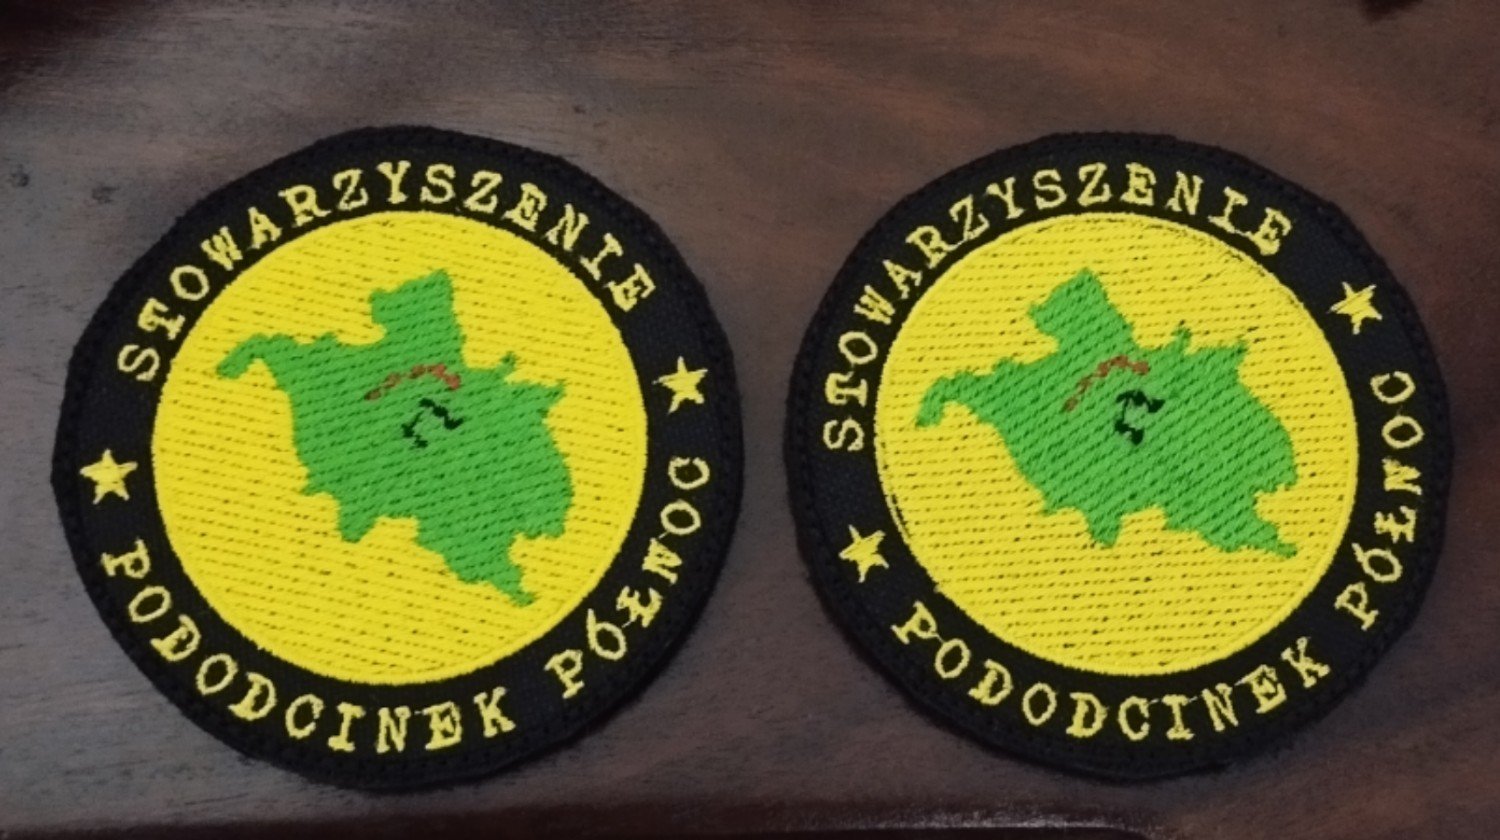 STOWARZYSZENIE
PODODCINEK PÓŁNOC
STOWARZYSZENIE
PODODCINEK PÓŁNOC